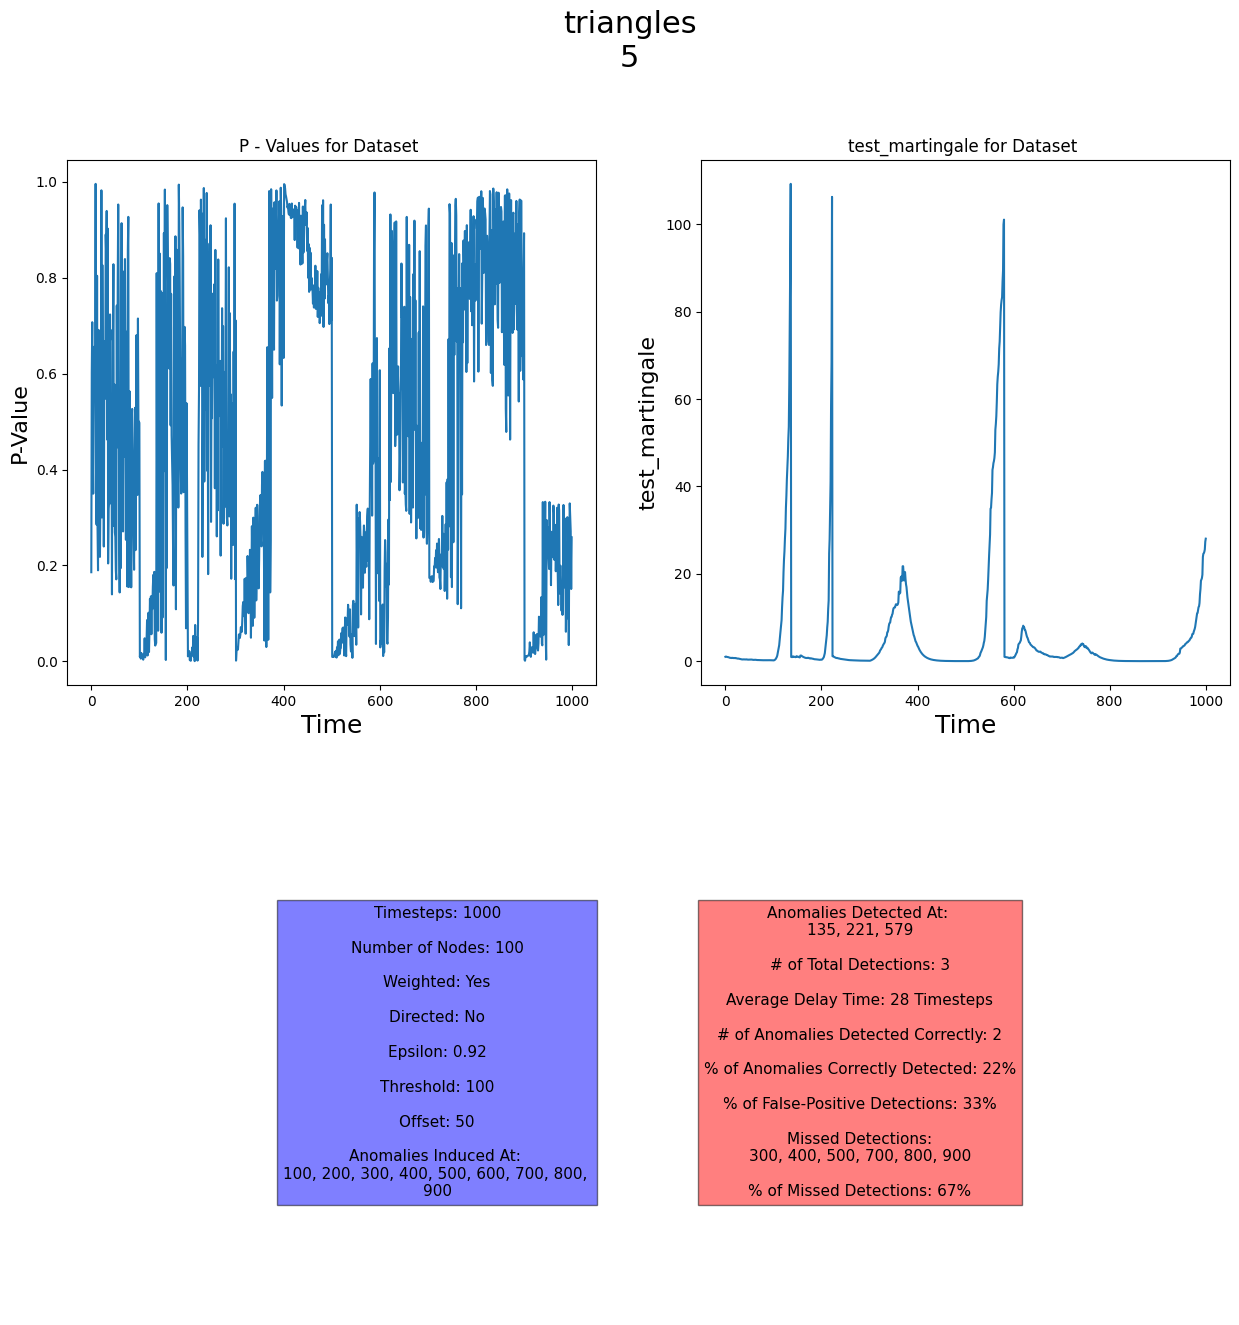 triangles
5
P - Values for Dataset
1.0
0.8
0.6
0.4
0.2
0.0
P-Value
0
200
400
600
800
1000
Time
test_martingale for Dataset
100
80
60
40
20
0
test_martingale
0
200
400
600
800
1000
Time
Timesteps: 1000
Number of Nodes: 100
Weighted: Yes
Directed: No
Epsilon: 0.92
Threshold: 100
Offset: 50
Anomalies Induced At:
100, 200, 300, 400, 500, 600, 700, 800,
900
Anomalies Detected At:
135, 221, 579
# of Total Detections: 3
Average Delay Time: 28 Timesteps
# of Anomalies Detected Correctly: 2
% of Anomalies Correctly Detected: 22%
% of False-Positive Detections: 33%
Missed Detections:
300, 400, 500, 700, 800, 900
% of Missed Detections: 67%